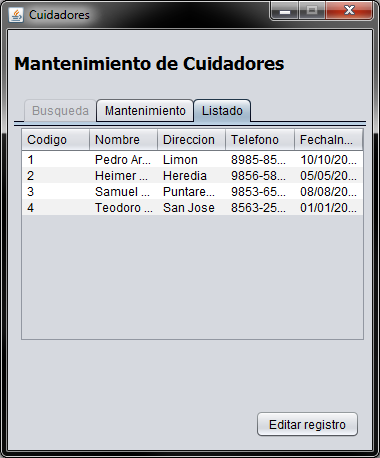 Cuidadores
Mantenimiento de Cuidadores
Busqueda Mantenimiento Listado
Codigo Nombre Direccion Telefono FechaIn...
1 Pedro Ar... Limon 8985-85... 10/10/20...
2 Heimer ... Heredia 9856-58... 05/05/20...
3 Samuel ... Puntare... 9853-65... 08/08/20...
4 Teodoro ... San Jose 8563-25... 01/01/20...
Editar registro